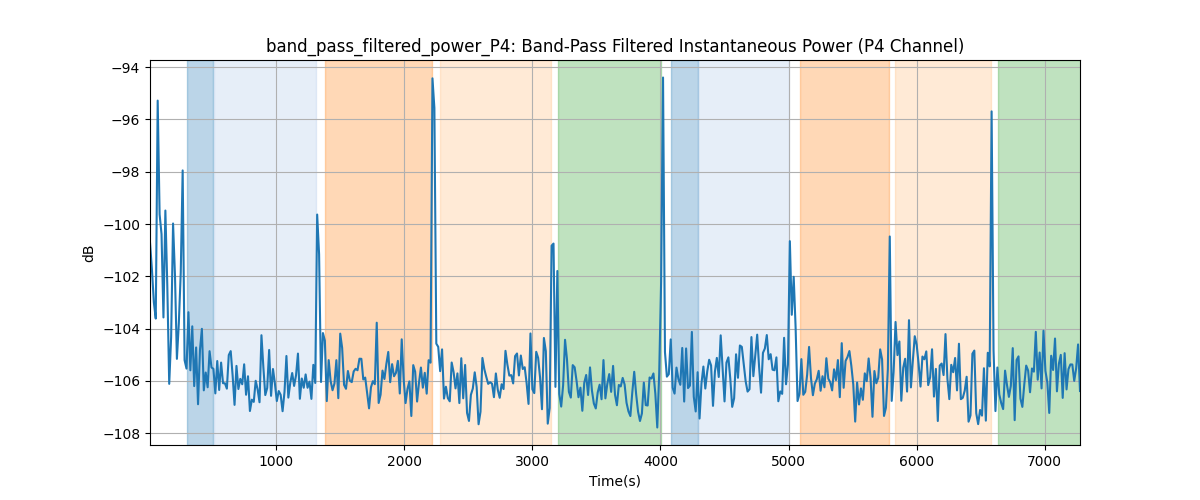 band_pass_filtered_power_P4: Band-Pass Filtered Instantaneous Power (P4 Channel)
−94
−96
−98
−100
−102
−104
−106
−108
dB
1000 2000 3000 4000 5000 6000 7000
Time(s)